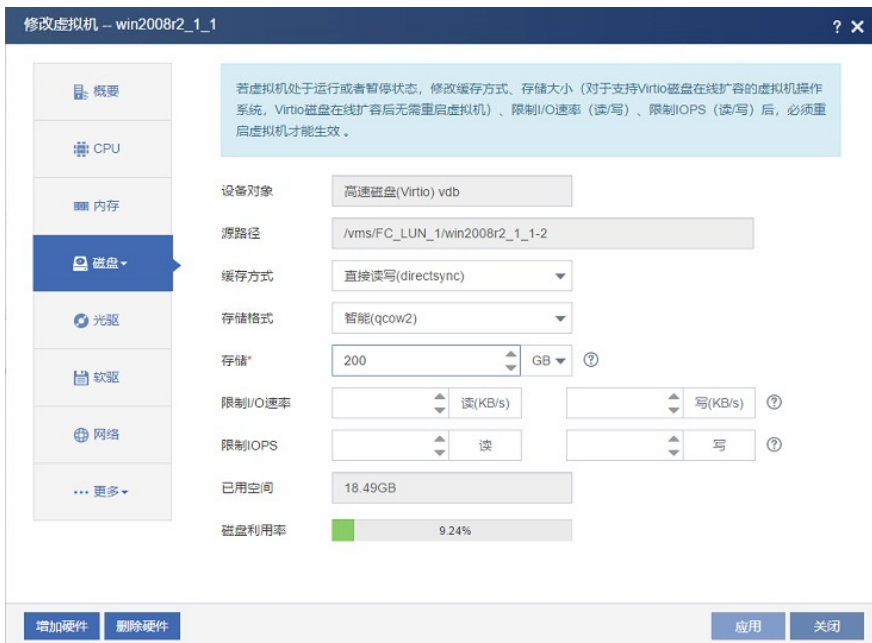 修改虚拟机 -- win2008r2_1_1
? ×
概要
CPU
内存
磁盘
光驱
软驱
网络
更多
若虚拟机处于运行或者暂停状态，修改缓存方式、存储大小（对于支持Virtio磁盘在线扩容的虚拟机操作
系统，Virtio磁盘在线扩容后无需重启虚拟机）、限制I/O速率（读/写）、限制IOPS（读/写）后，必须重
启虚拟机才能生效 。
设备对象 高速磁盘(Virtio) vdb
源路径 /vms/FC_LUN_1/win2008r2_1_1-2
缓存方式 直接读写(directsync)
存储格式 智能(qcow2)
存储* 200 GB ?
限制I/O速率 读(KB/s) 写(KB/s) ?
限制IOPS 读 写 ?
已用空间 18.49GB
磁盘利用率 9.24%
增加硬件 删除硬件 应用 关闭